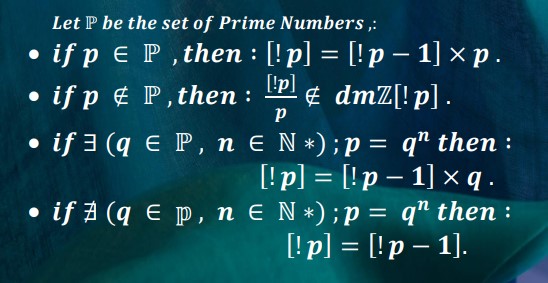 Let ℙ be the set of Prime Numbers ,:
• if p ∈ ℙ ,then : [!p] = [!p − 1] × p .
• if p ∉ ℙ ,then : [!p]/p ∉ dmℤ[!p] .
• if ∃ (q ∈ ℙ , n ∈ ℕ ∗) ; p = qⁿ then :
[!p] = [!p − 1] × q .
• if ∄ (q ∈ 𝕡 , n ∈ ℕ ∗) ; p = qⁿ then :
[!p] = [!p − 1].